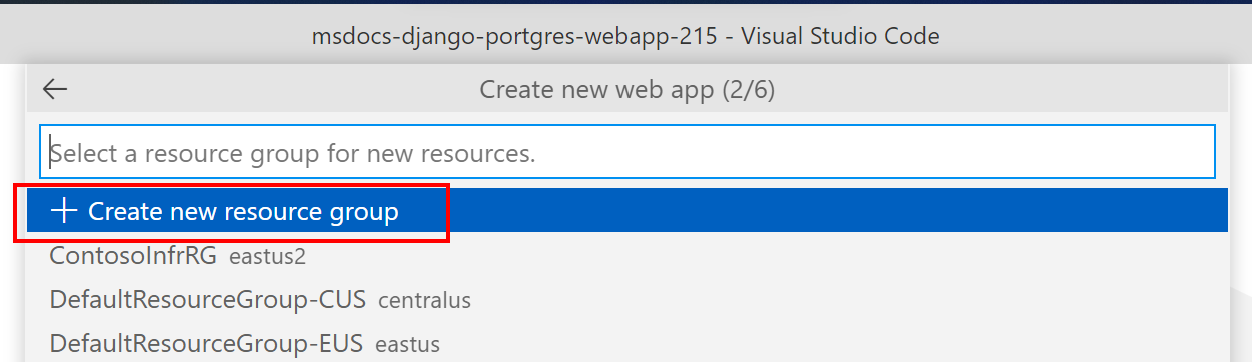 msdocs-django-portgres-webapp-215 - Visual Studio Code
Create new web app (2/6)
Select a resource group for new resources.
Create new resource group
ContosoInfrRG eastus2
DefaultResourceGroup-CUS centralus
DefaultResourceGroup-EUS eastus